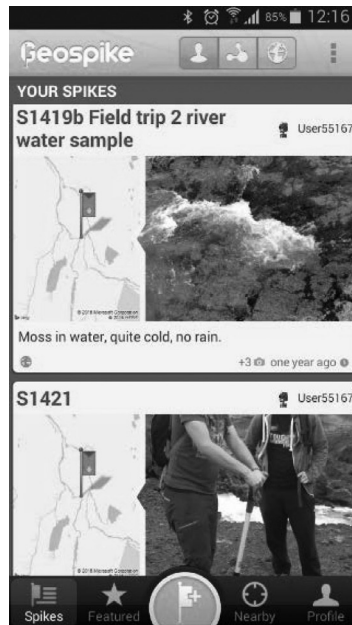 85% 12:16
Geospike
YOUR SPIKES
S1419b Field trip 2 river
water sample
User55167
Moss in water, quite cold, no rain.
+3 one year ago
S1421
User55167
Spikes Featured Nearby Profile